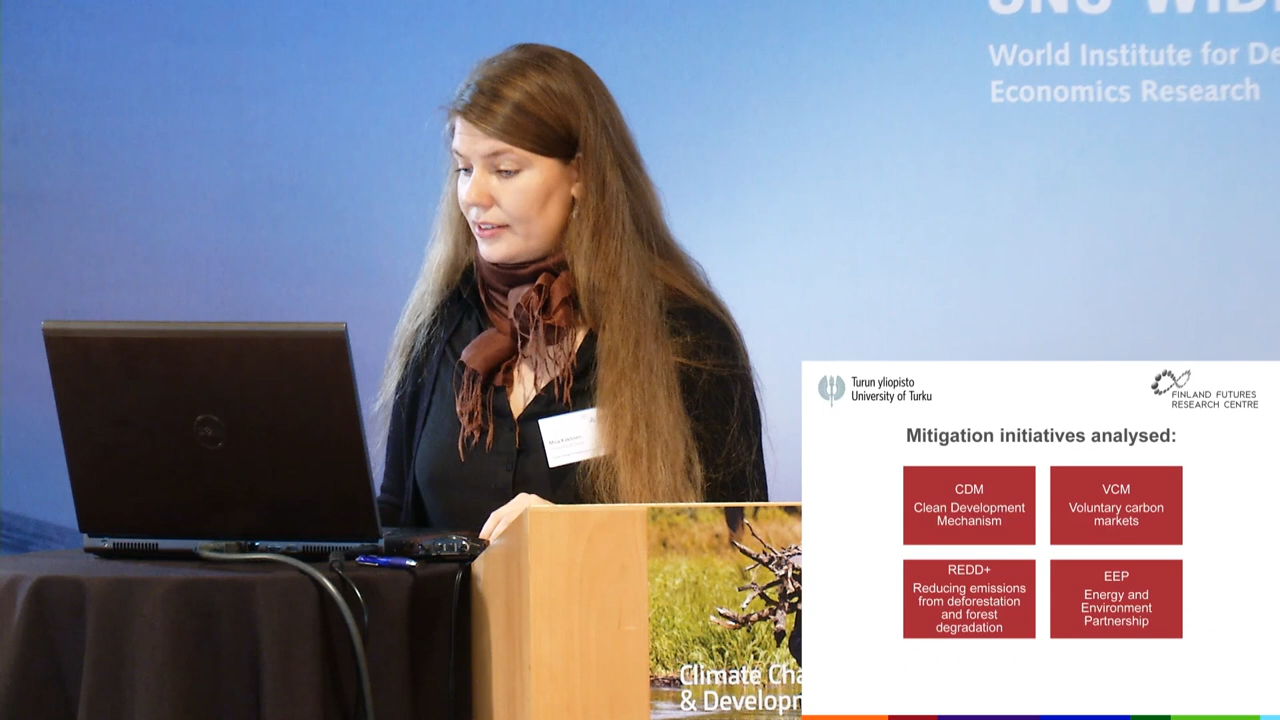 UNU-WID
World Institute for De
Economics Research
Turun yliopisto
University of Turku
FINLAND FUTURES
RESEARCH CENTRE
Mitigation initiatives analysed:
CDM
Clean Development
Mechanism
VCM
Voluntary carbon
markets
REDD+
Reducing emissions
from deforestation
and forest
degradation
EEP
Energy and
Environment
Partnership
Climate Cha
& Developm